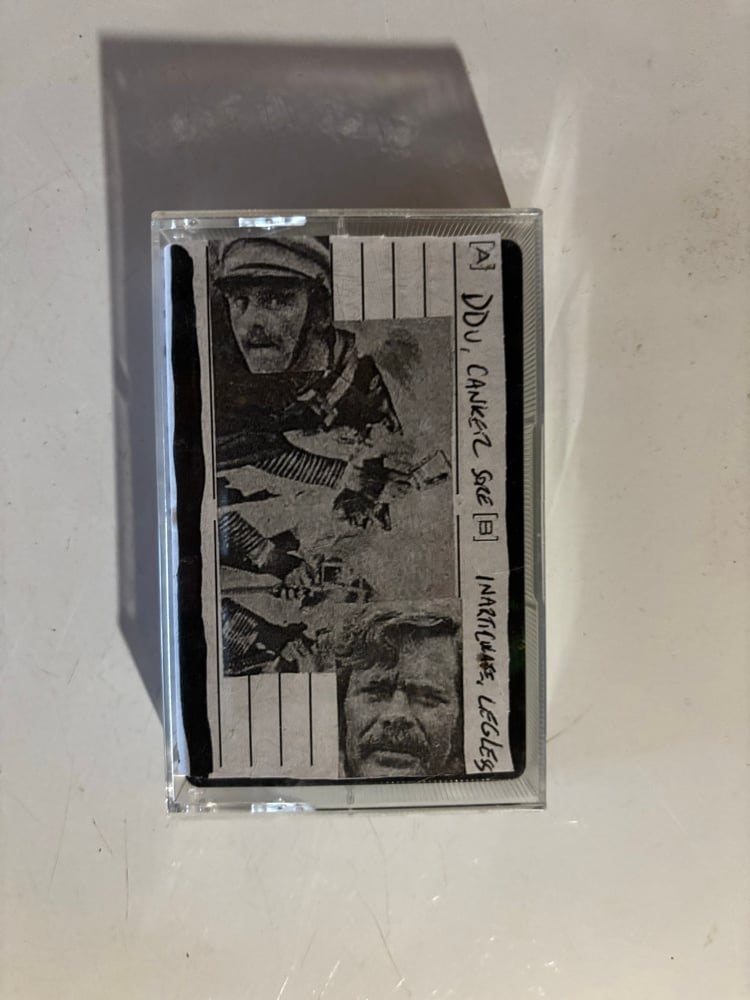 [A] DDU, CANKER SORE [B] INARTICULATE, LEGLESS